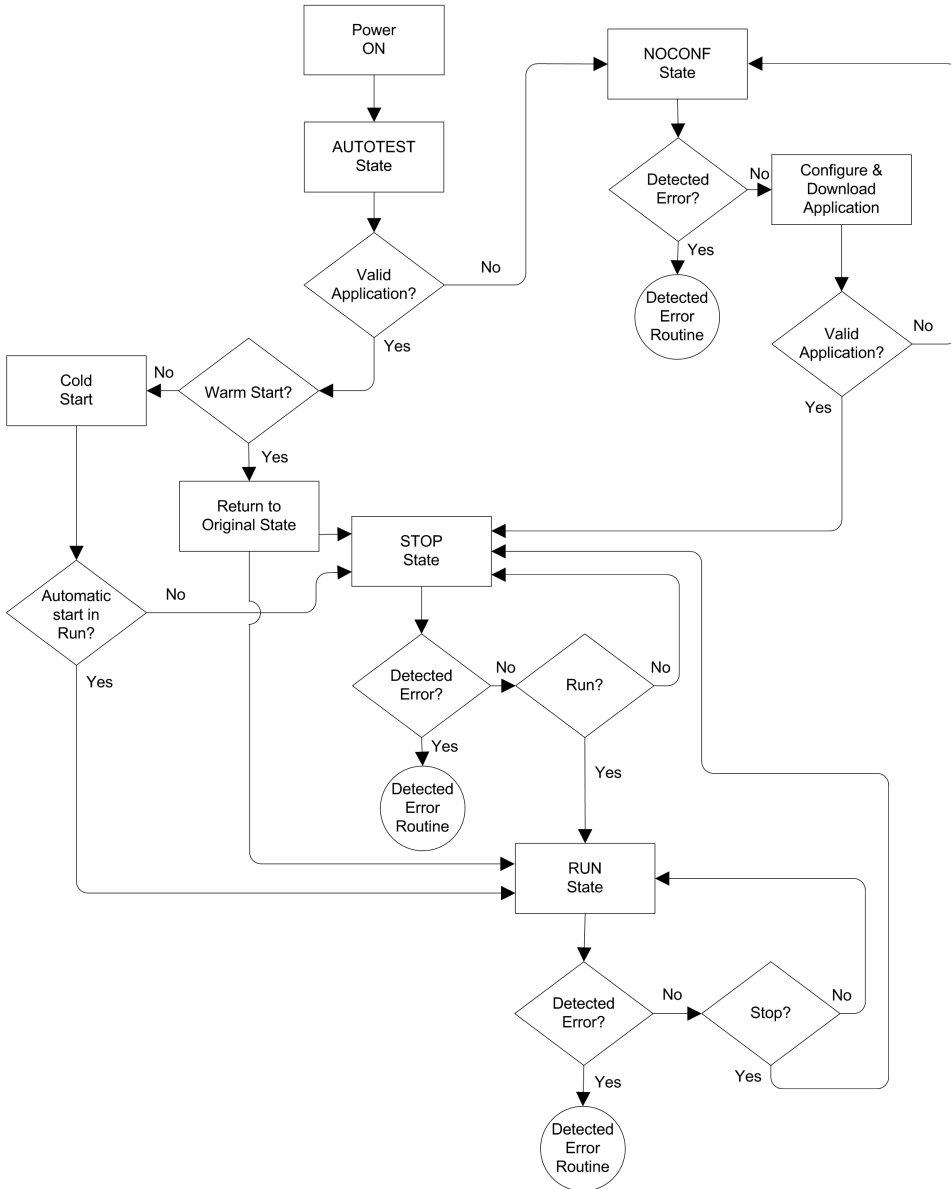 Power
ON
NOCONF
State
AUTOTEST
State
Detected
Error?
No
Configure &
Download
Application
Yes
Valid
Application?
No
Detected
Error
Routine
Valid
Application?
No
Yes
Yes
Cold
Start
No
Warm Start?
Yes
Return to
Original State
STOP
State
Automatic
start in
Run?
No
Yes
Detected
Error?
No
Run?
No
Yes
Detected
Error
Routine
Yes
RUN
State
Detected
Error?
No
Stop?
No
Yes
Yes
Detected
Error
Routine